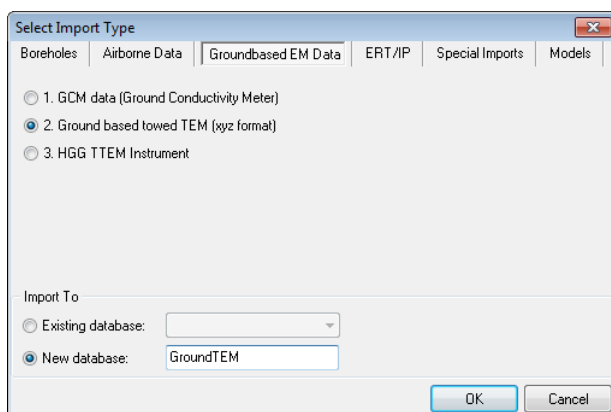 Select Import Type
Boreholes Airborne Data Groundbased EM Data ERT/IP Special Imports Models
1. GCM data (Ground Conductivity Meter)
2. Ground based towed TEM (xyz format)
3. HGG TTEM Instrument
Import To
Existing database:
New database: GroundTEM
OK Cancel